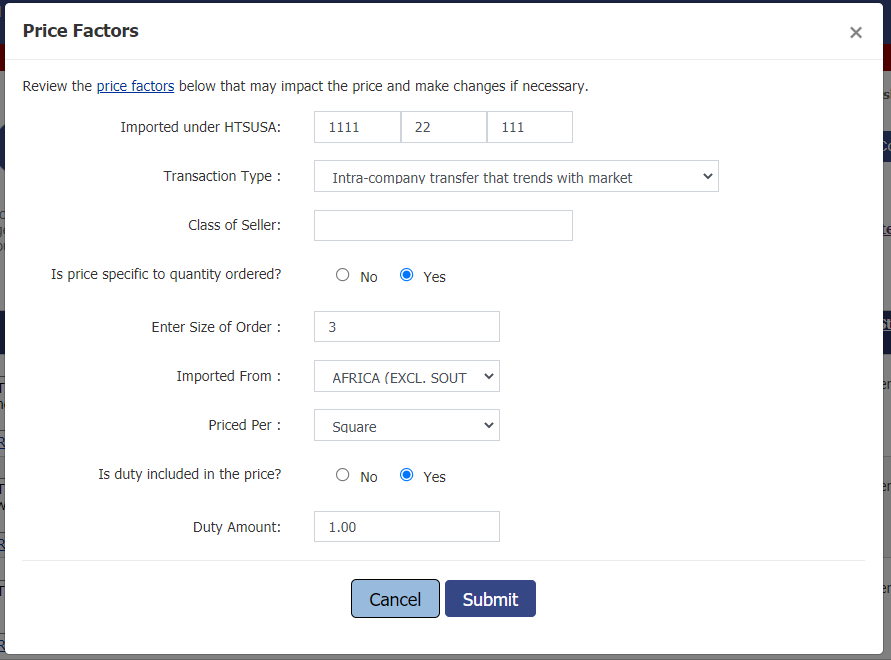 Price Factors ×
Review the price factors below that may impact the price and make changes if necessary.
Imported under HTSUSA: 1111 22 111
Transaction Type : Intra-company transfer that trends with market
Class of Seller:
Is price specific to quantity ordered? No Yes
Enter Size of Order : 3
Imported From : AFRICA (EXCL. SOUT
Priced Per : Square
Is duty included in the price? No Yes
Duty Amount: 1.00
Cancel Submit